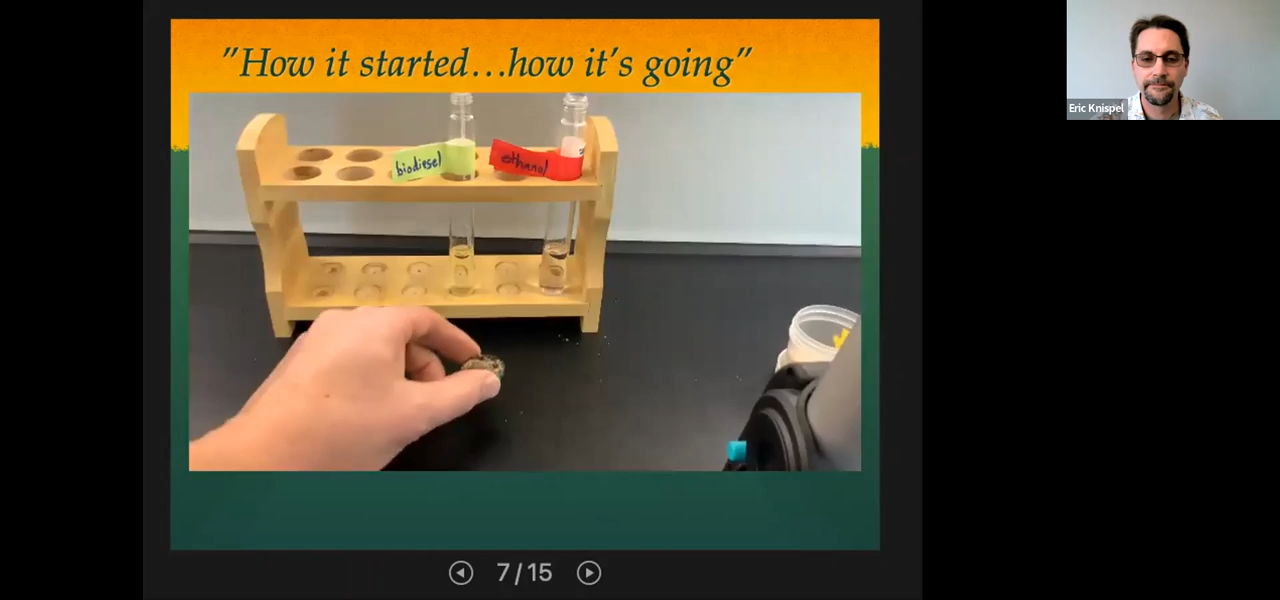 "How it started...how it's going"
biodiesel
ethanol
Eric Knispel
7/15